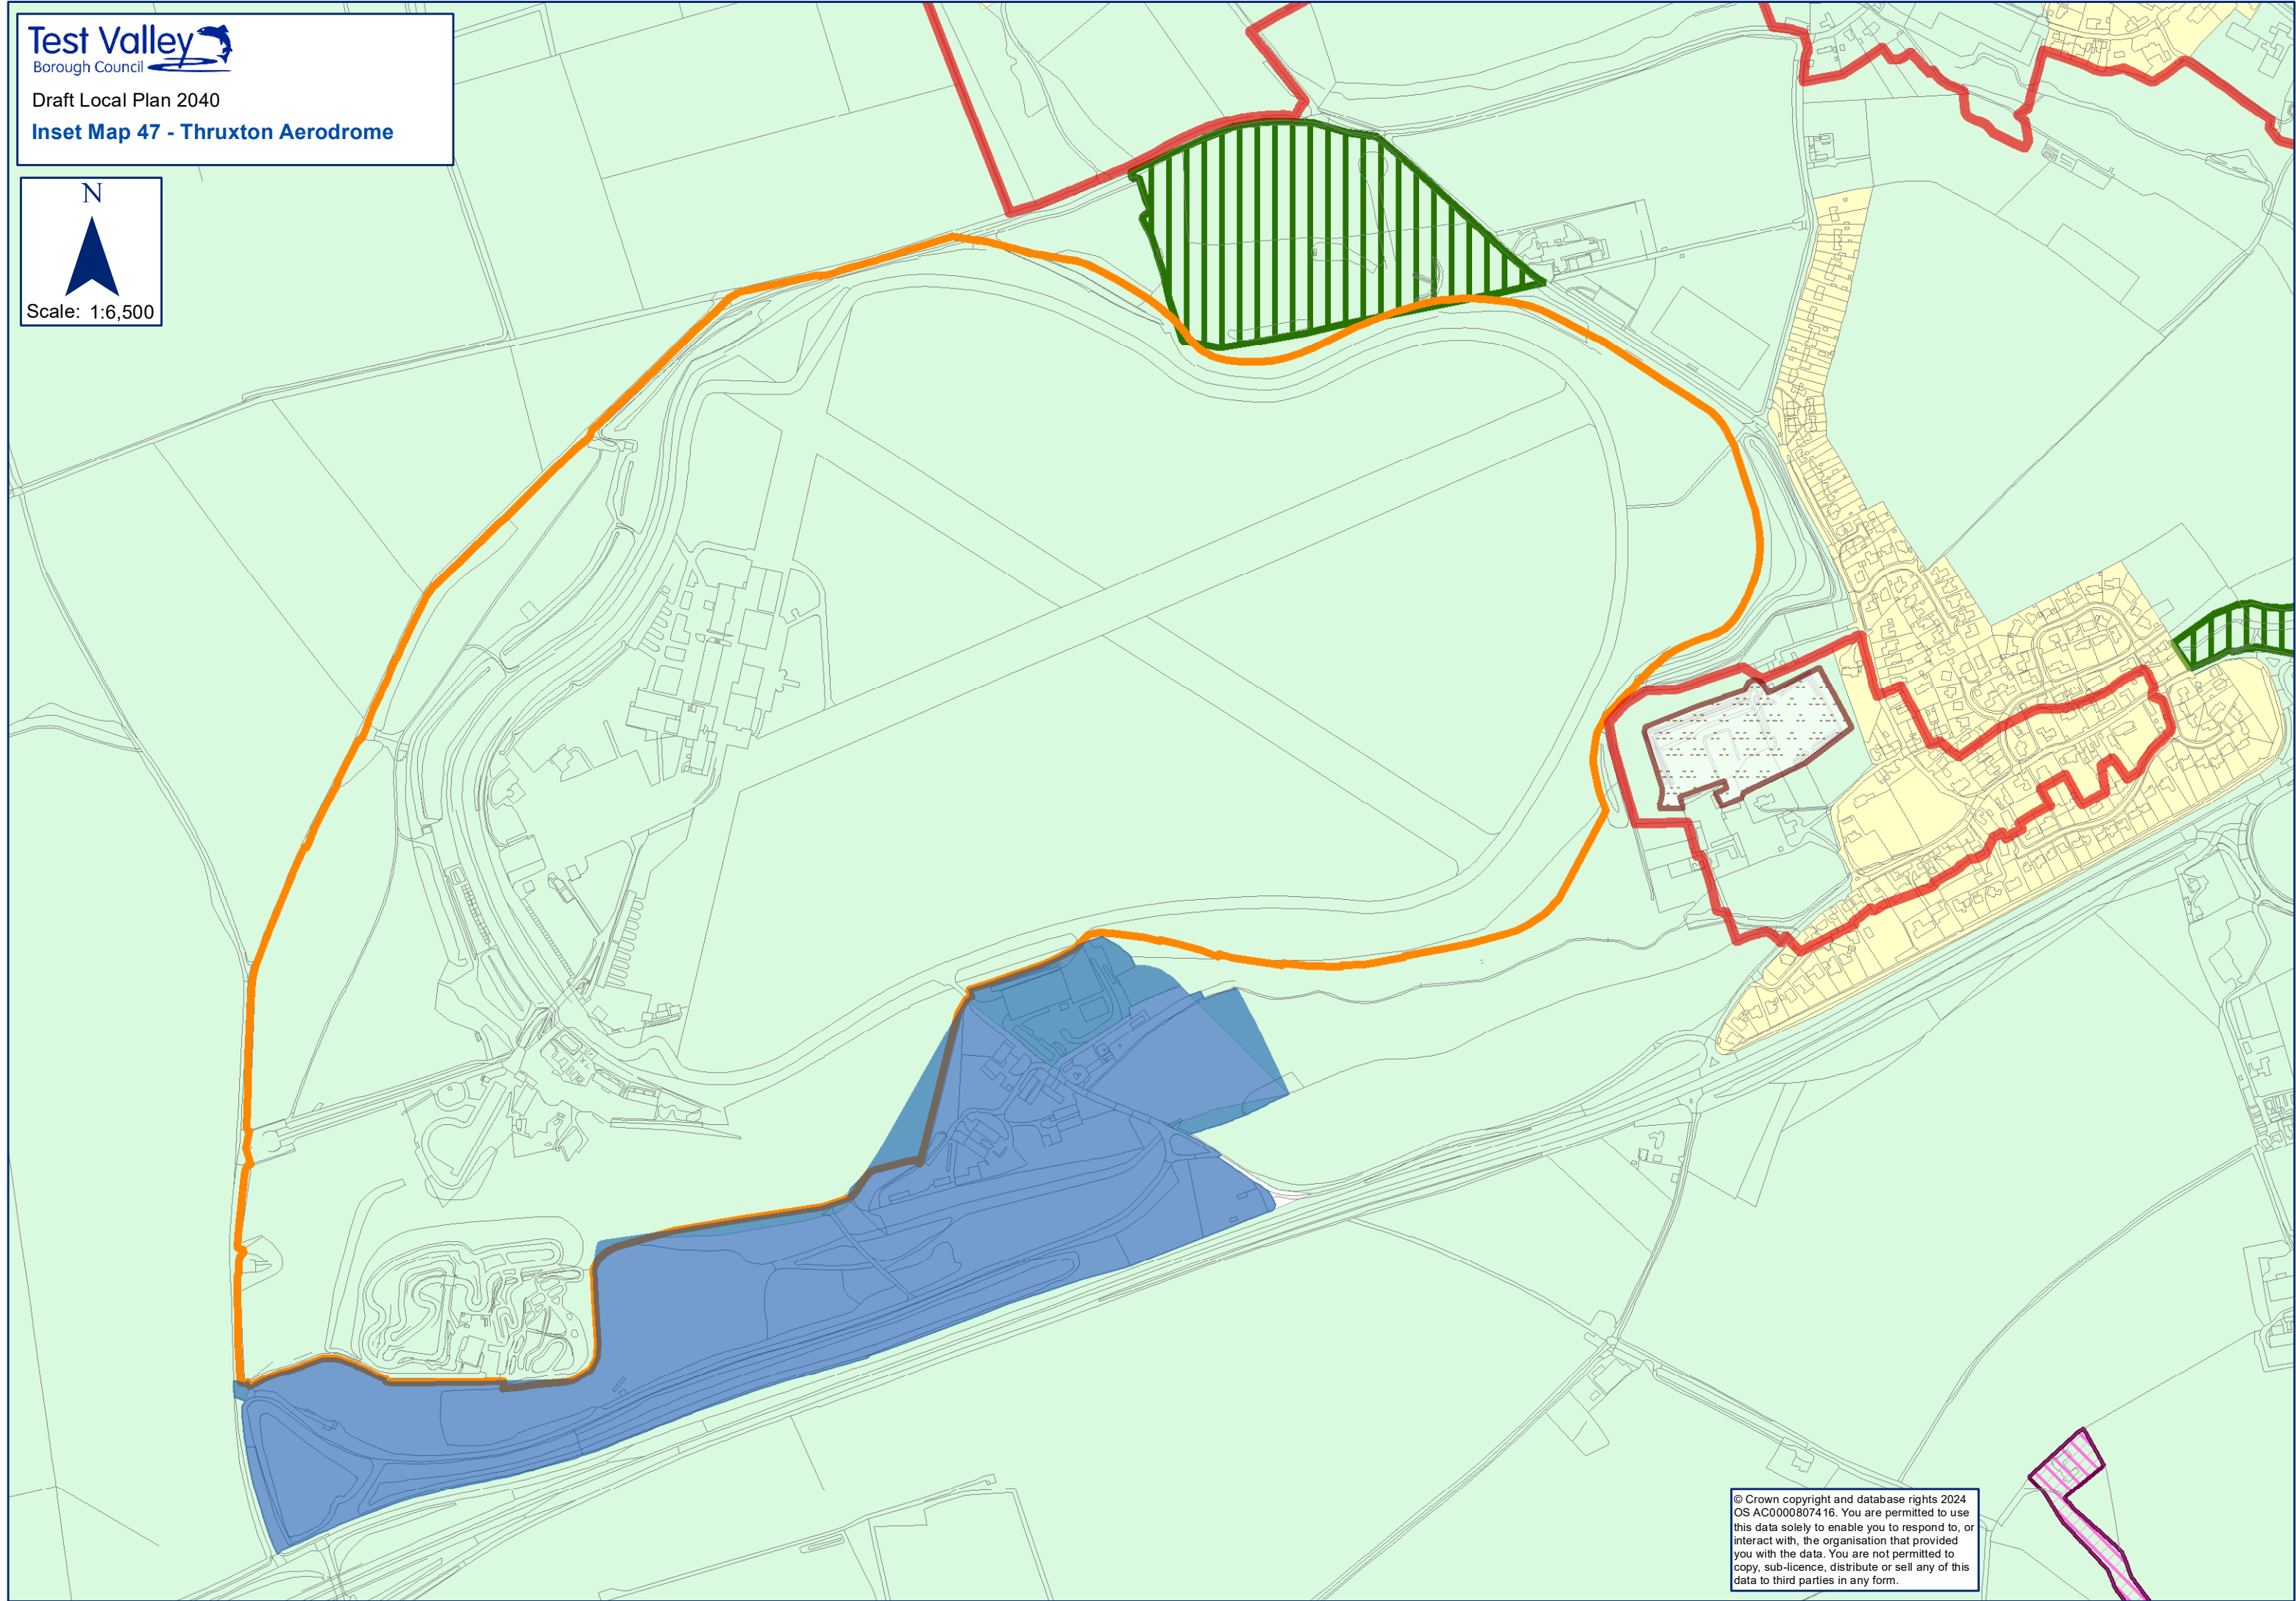 Test Valley
Borough Council
Draft Local Plan 2040
Inset Map 47 - Thruxton Aerodrome
N
Scale: 1:6,500
© Crown copyright and database rights 2024
OS AC0000807416. You are permitted to use
this data solely to enable you to respond to, or
interact with, the organisation that provided
you with the data. You are not permitted to
copy, sub-licence, distribute or sell any of this
data to third parties in any form.